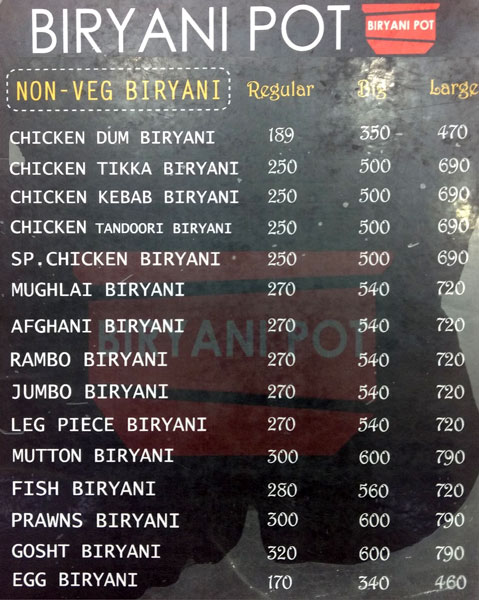 BIRYANI POT
BIRYANI POT
NON-VEG BIRYANI Regular Big Large
CHICKEN DUM BIRYANI 189 350 470
CHICKEN TIKKA BIRYANI 250 500 690
CHICKEN KEBAB BIRYANI 250 500 690
CHICKEN TANDOORI BIRYANI 250 500 690
SP.CHICKEN BIRYANI 250 500 690
MUGHLAI BIRYANI 270 540 720
AFGHANI BIRYANI 270 540 720
BIRYANI POT
RAMBO BIRYANI 270 540 720
JUMBO BIRYANI 270 540 720
LEG PIECE BIRYANI 270 540 720
MUTTON BIRYANI 300 600 790
FISH BIRYANI 280 560 720
PRAWNS BIRYANI 300 600 790
GOSHT BIRYANI 320 600 790
EGG BIRYANI 170 340 460